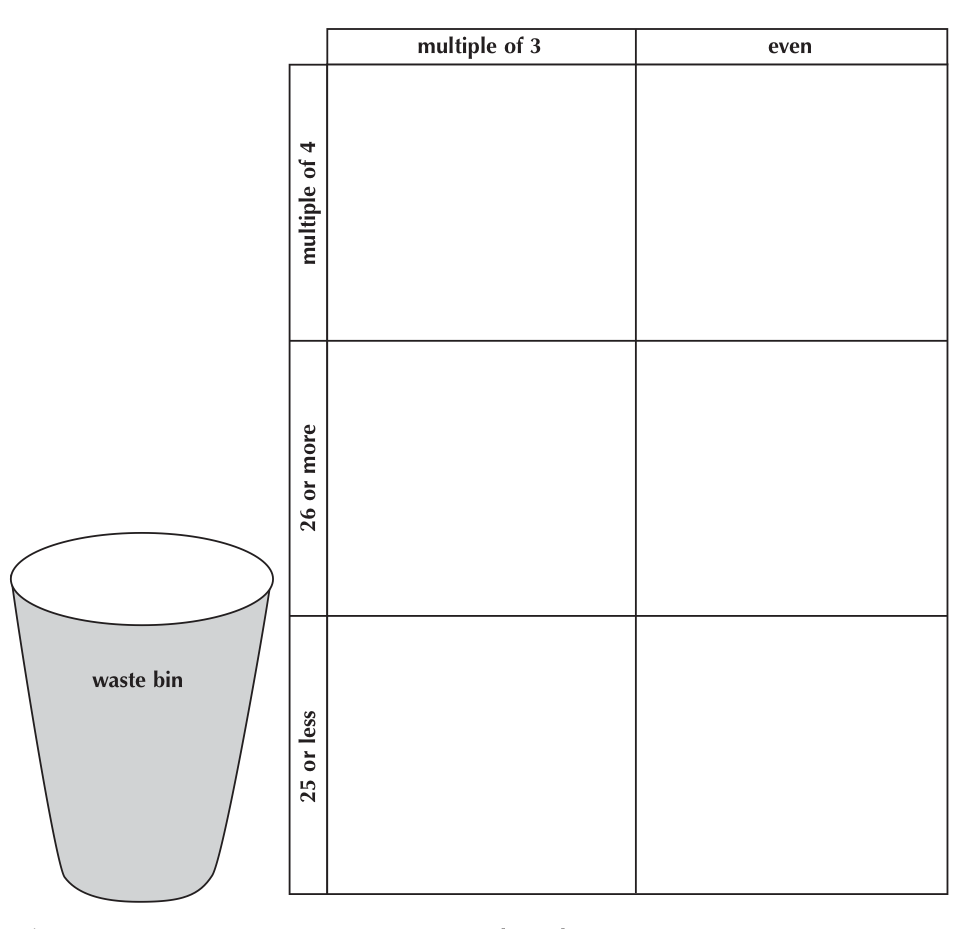 multiple of 3
even
multiple of 4
26 or more
25 or less
waste bin